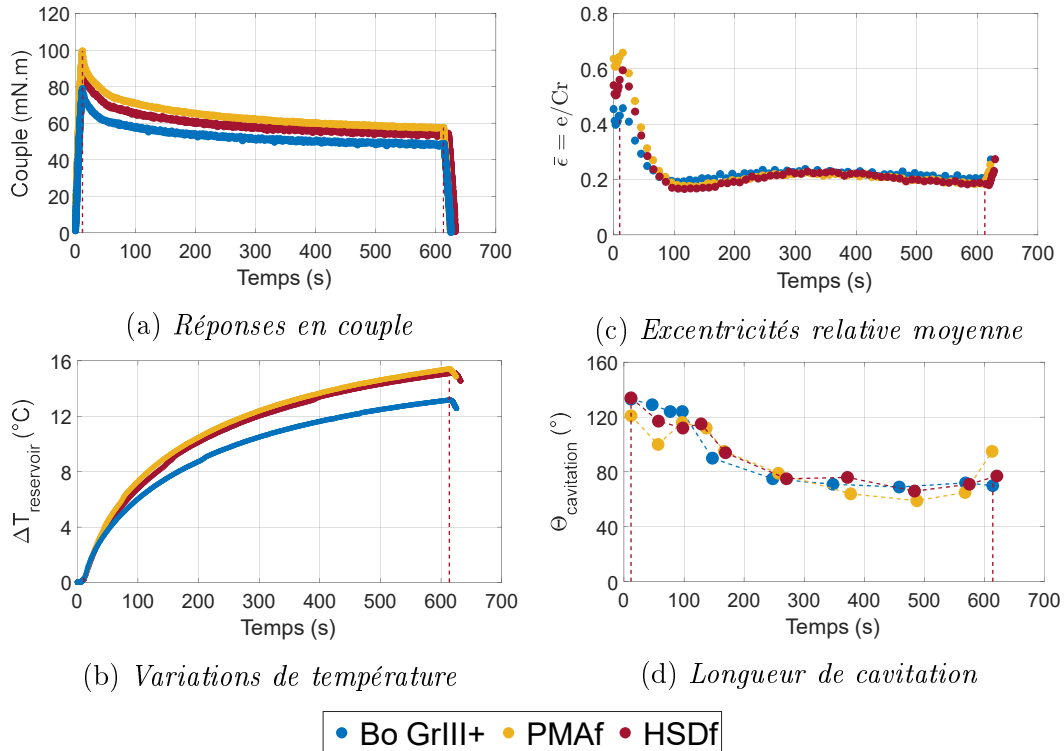 120
100
80
60
40
20
0
Couple (mN.m)
0 100 200 300 400 500 600 700
Temps (s)
(a) Réponses en couple
0.8
0.6
0.4
0.2
0
ε̄ = e/Cr
0 100 200 300 400 500 600 700
Temps (s)
(c) Excentricités relative moyenne
16
12
8
4
0
ΔT_reservoir (°C)
0 100 200 300 400 500 600 700
Temps (s)
(b) Variations de température
160
120
80
40
0
Θ_cavitation (°)
0 100 200 300 400 500 600 700
Temps (s)
(d) Longueur de cavitation
Bo GrIII+ PMAf HSDf